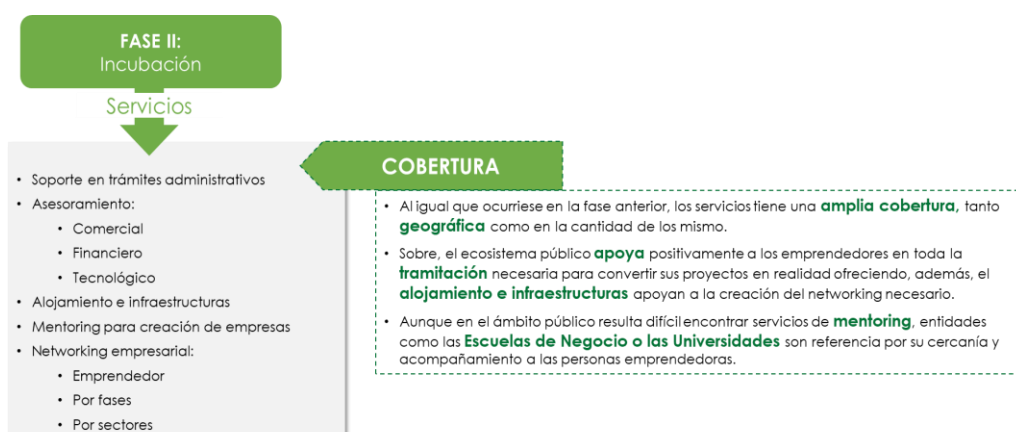 FASE II:
Incubación
Servicios
• Soporte en trámites administrativos
• Asesoramiento:
• Comercial
• Financiero
• Tecnológico
• Alojamiento e infraestructuras
• Mentoring para creación de empresas
• Networking empresarial:
• Emprendedor
• Por fases
• Por sectores
COBERTURA
• Al igual que ocurriese en la fase anterior, los servicios tiene una amplia cobertura, tanto
geográfica como en la cantidad de los mismo.
• Sobre, el ecosistema público apoya positivamente a los emprendedores en toda la
tramitación necesaria para convertir sus proyectos en realidad ofreciendo, además, el
alojamiento e infraestructuras apoyan a la creación del networking necesario.
• Aunque en el ámbito público resulta difícil encontrar servicios de mentoring, entidades
como las Escuelas de Negocio o las Universidades son referencia por su cercanía y
acompañamiento a las personas emprendedoras.